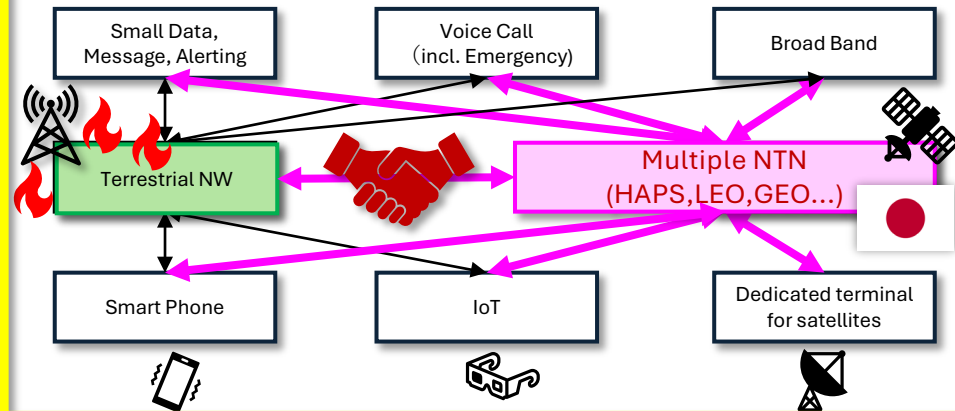 Small Data,
Message, Alerting
Voice Call
（incl. Emergency)
Broad Band
Terrestrial NW
Multiple NTN
(HAPS,LEO,GEO...)
Smart Phone
IoT
Dedicated terminal
for satellites